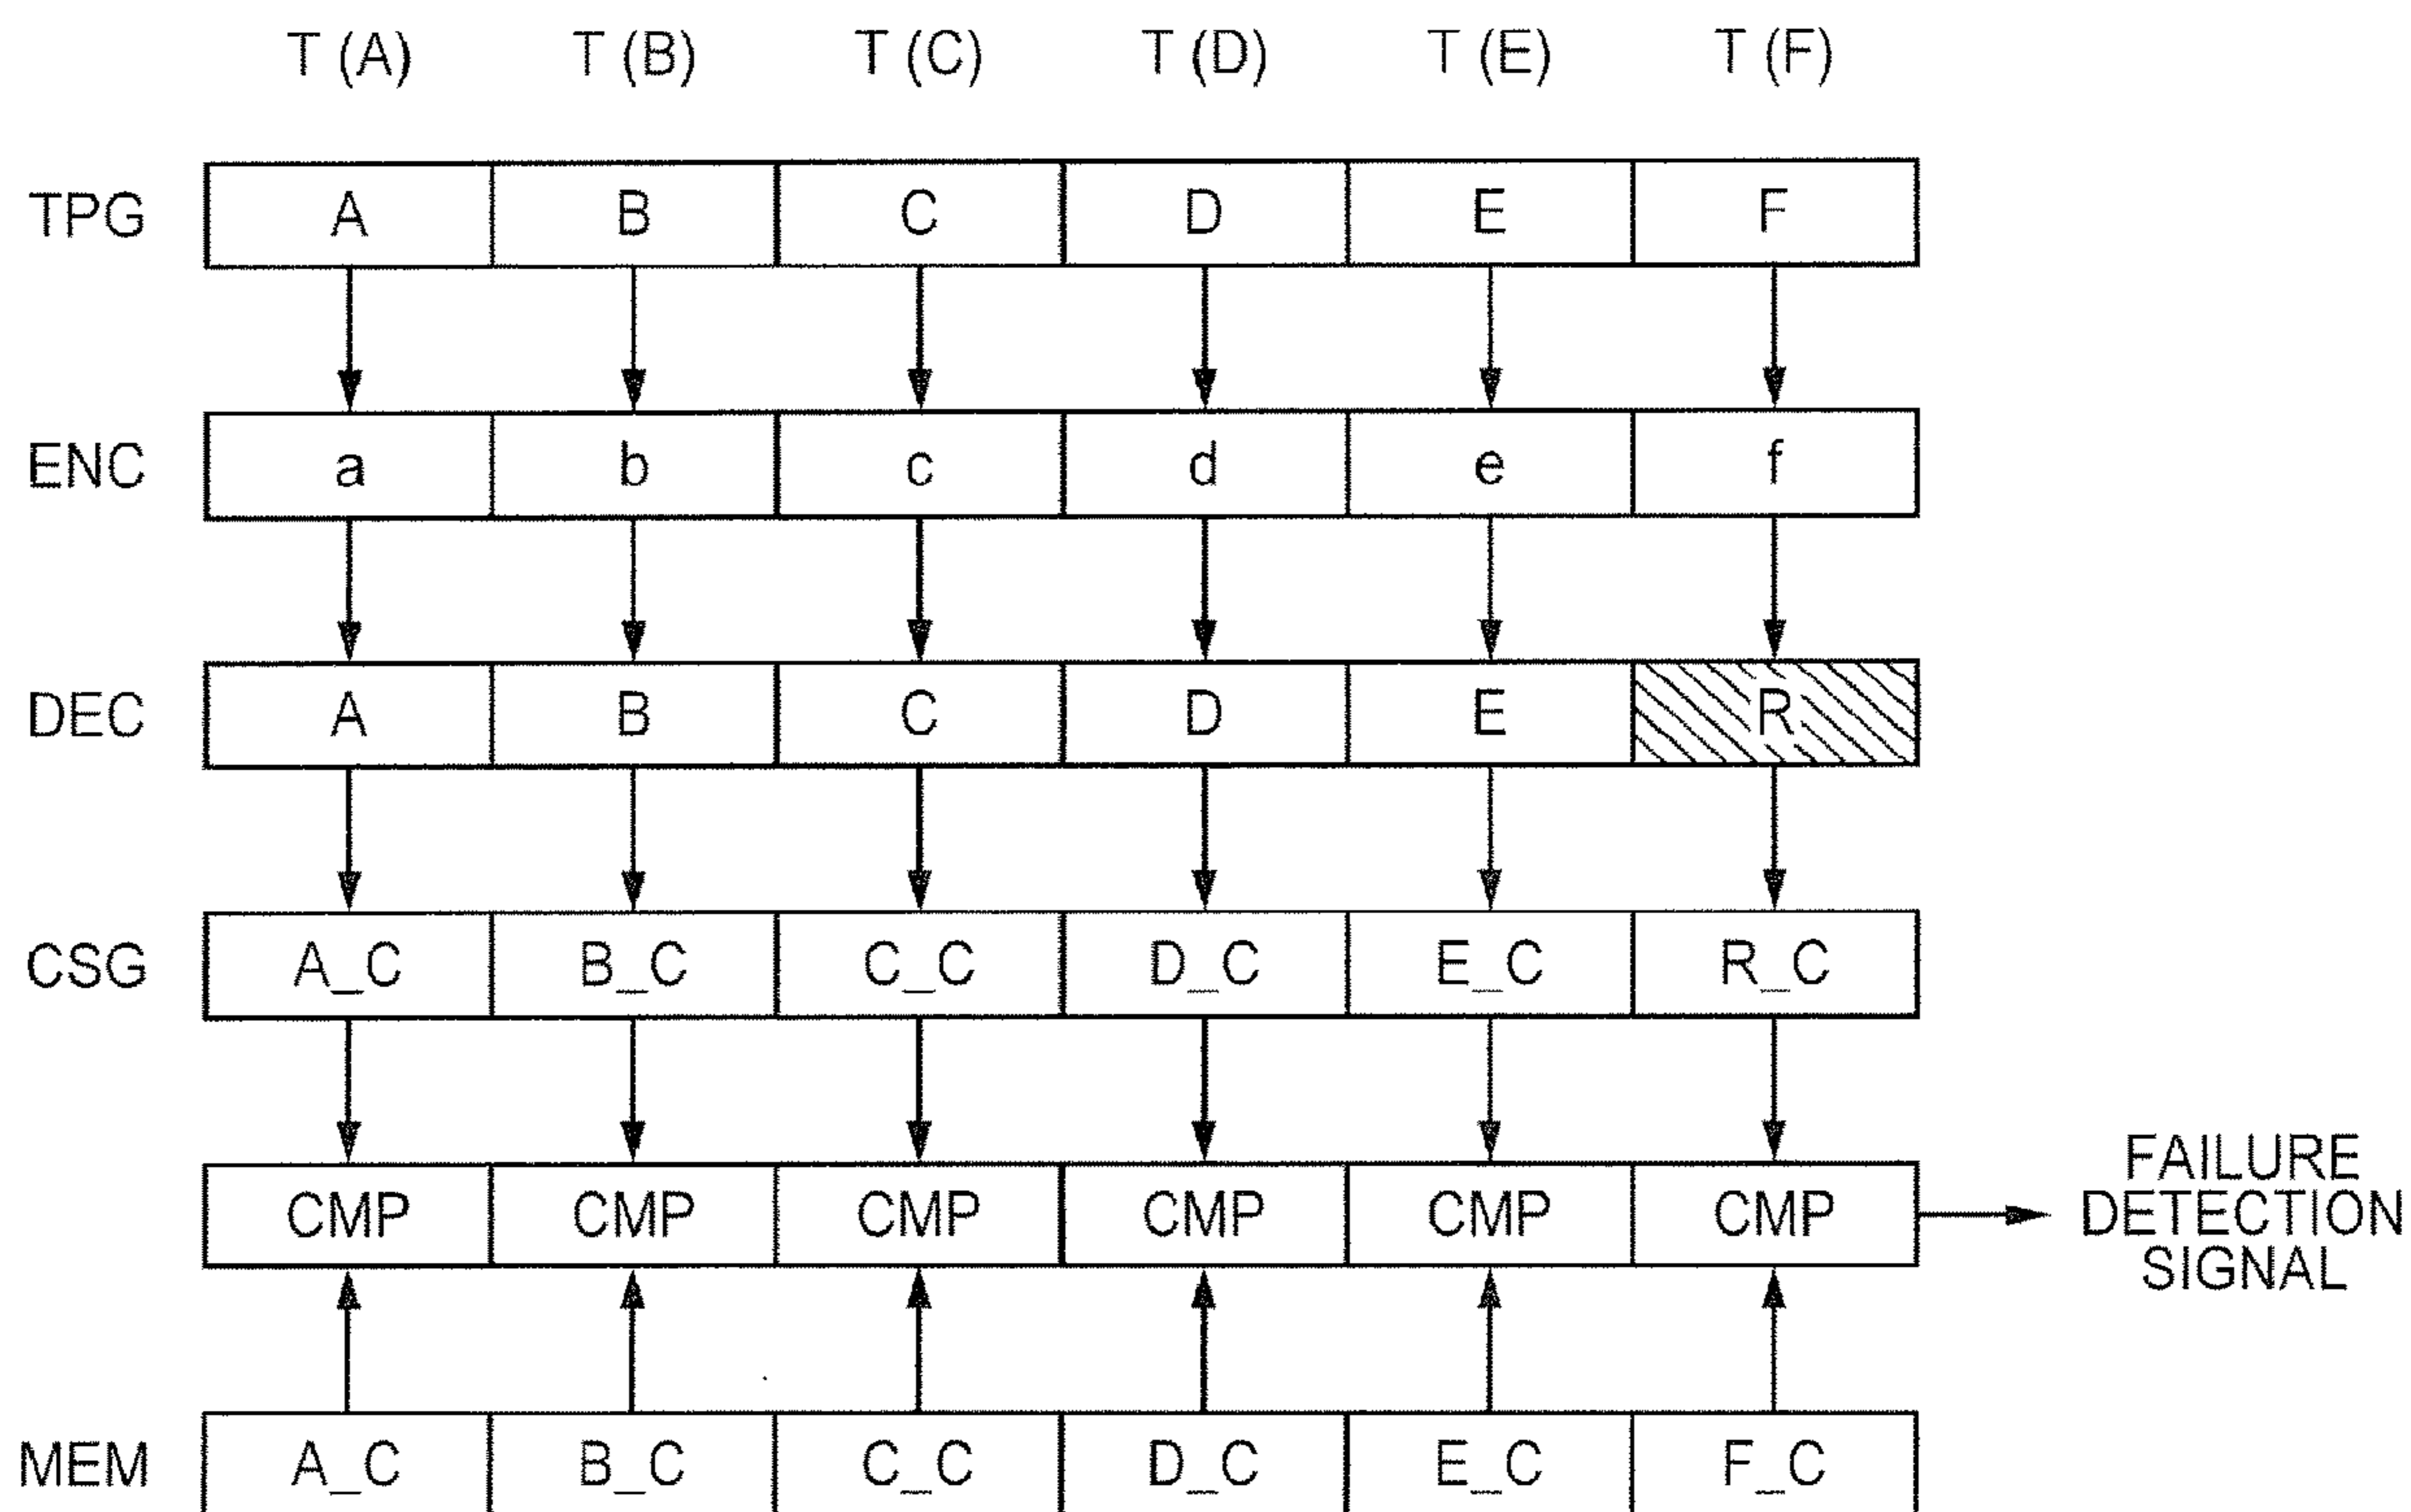 T (A) T (B) T (C) T (D) T (E) T (F)
TPG A B C D E F
ENC a b c d e f
DEC A B C D E R
CSG A_C B_C C_C D_C E_C R_C
CMP CMP CMP CMP CMP CMP
FAILURE
DETECTION
SIGNAL
MEM A_C B_C C_C D_C E_C F_C